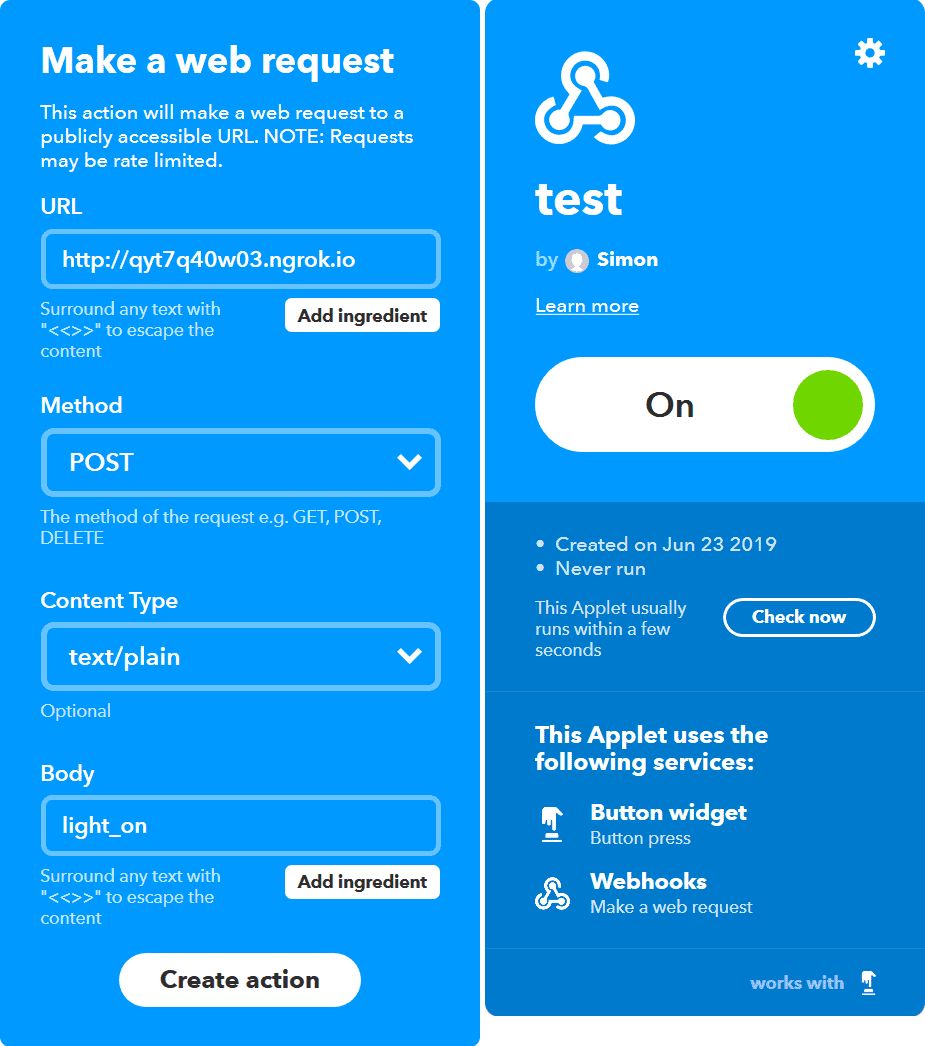 Make a web request
This action will make a web request to a
publicly accessible URL. NOTE: Requests
may be rate limited.
URL
http://qyt7q40w03.ngrok.io
Surround any text with
"<<>>" to escape the
content
Add ingredient
Method
POST
The method of the request e.g. GET, POST,
DELETE
Content Type
text/plain
Optional
Body
light_on
Surround any text with
"<<>>" to escape the
content
Add ingredient
Create action
test
by Simon
Learn more
On
• Created on Jun 23 2019
• Never run
This Applet usually
runs within a few
seconds
Check now
This Applet uses the
following services:
Button widget
Button press
Webhooks
Make a web request
works with